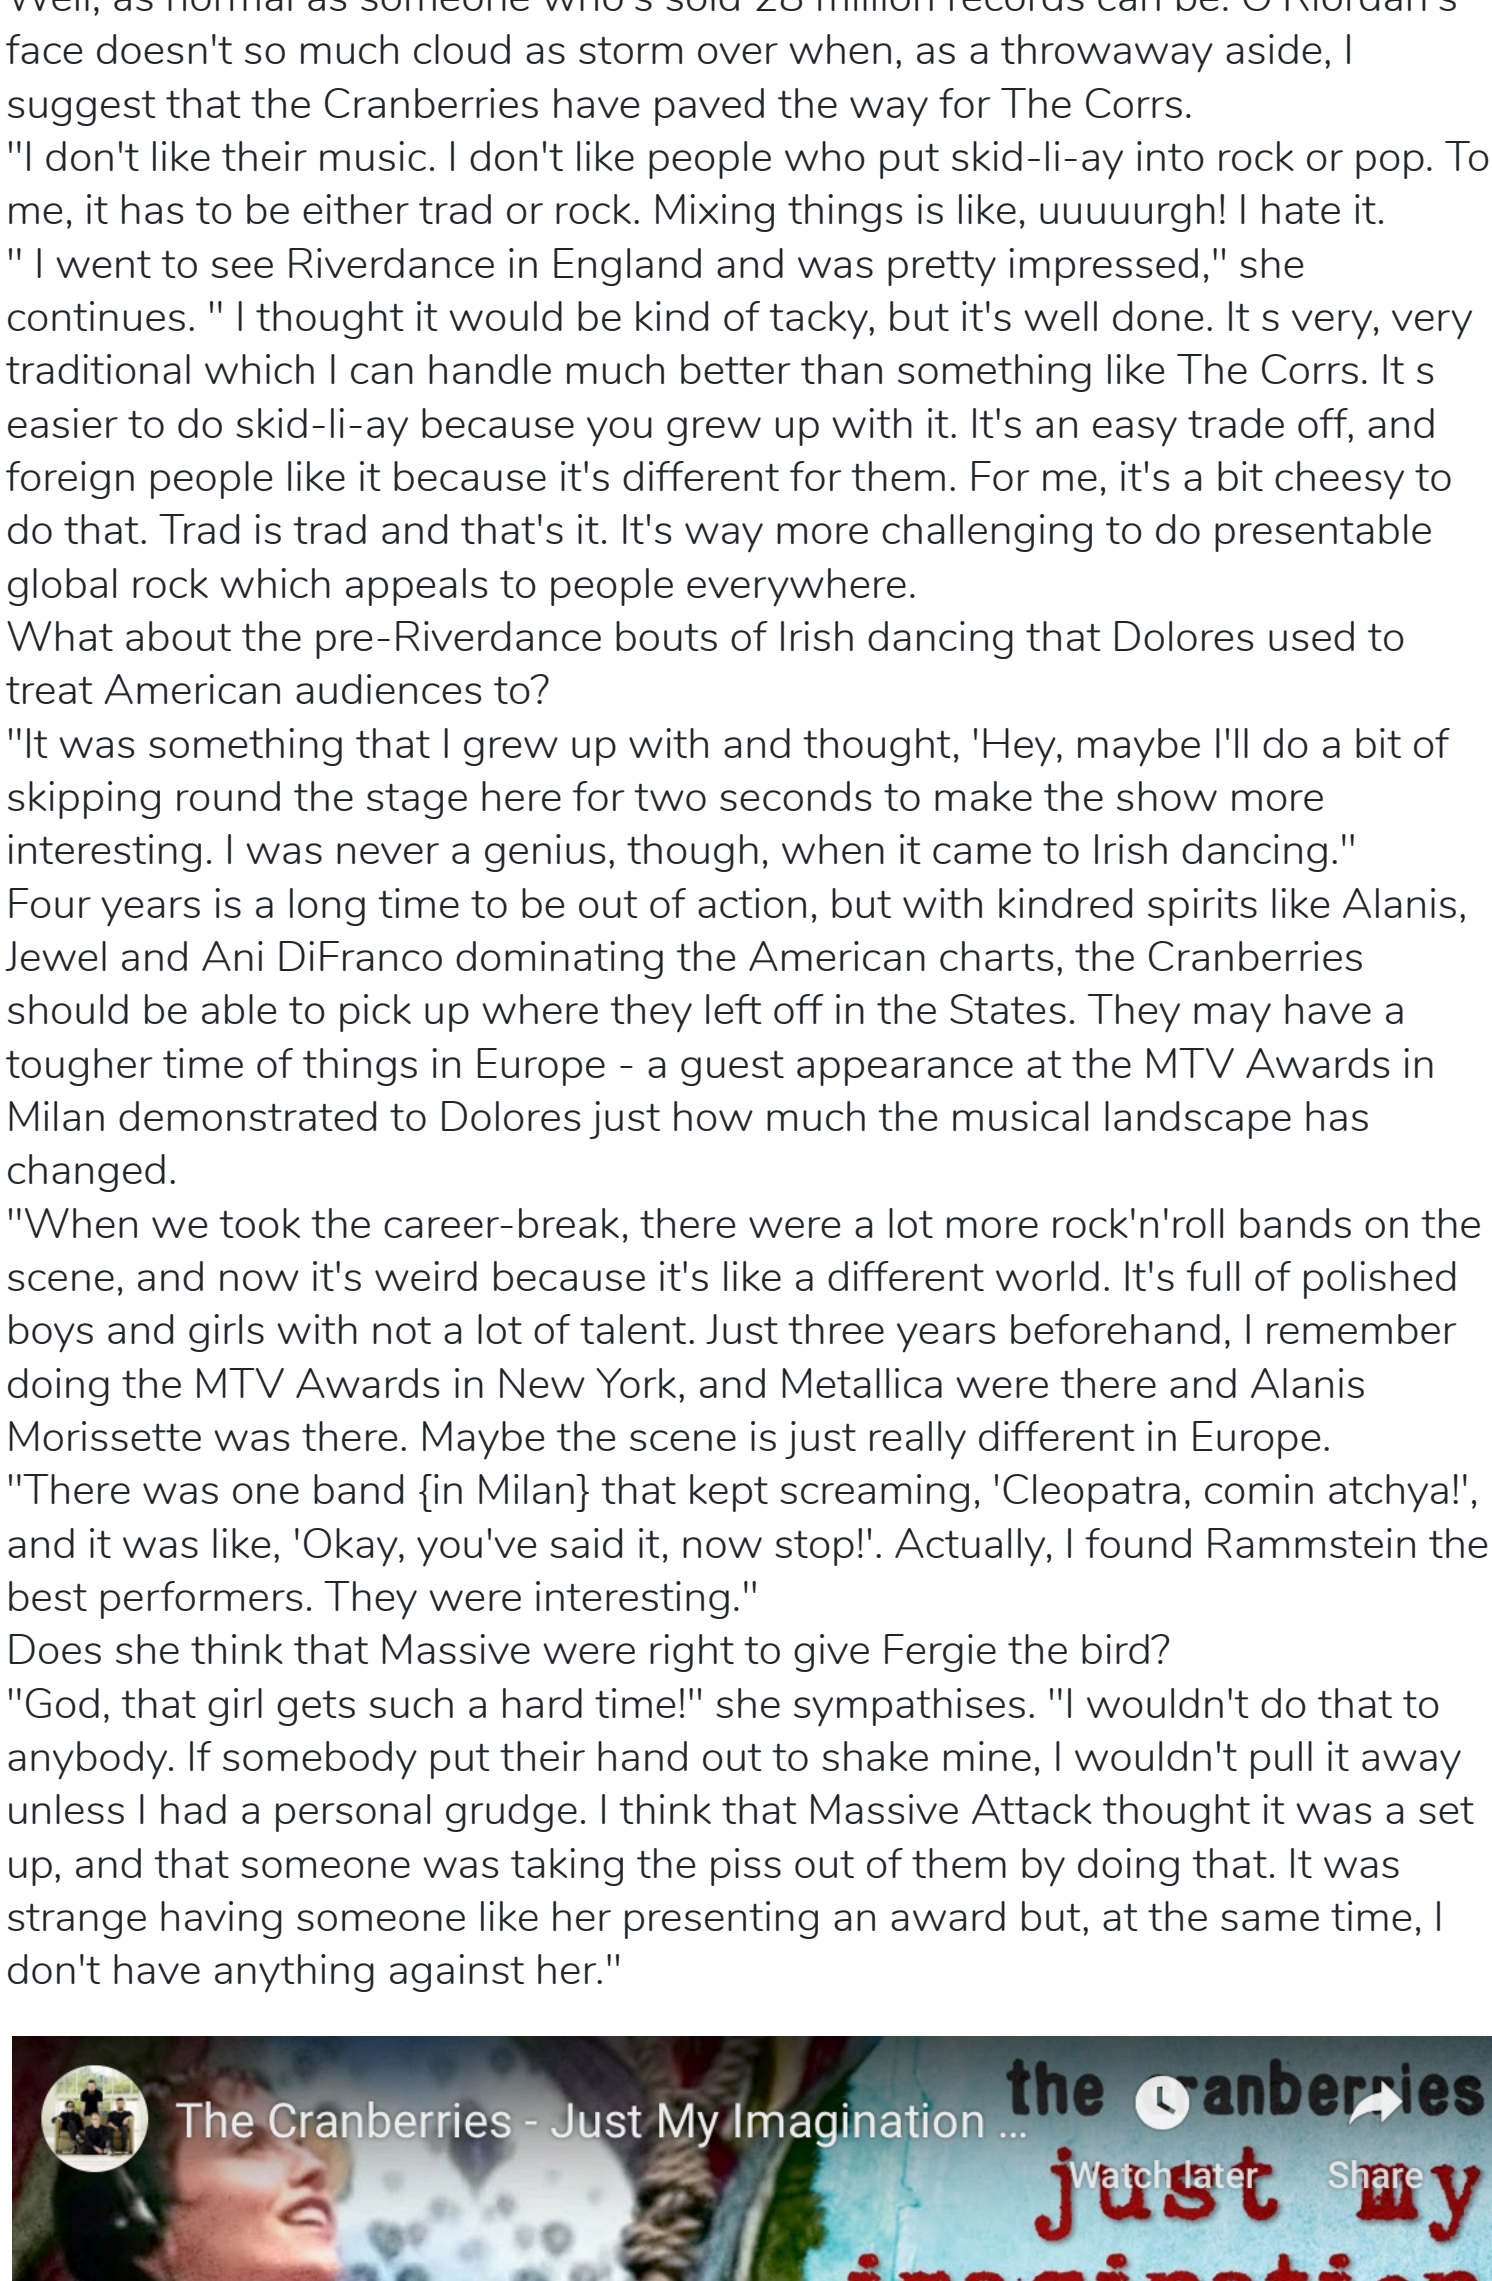 Well, as normal as someone who's sold 28 million records can be. O'Riordan's
face doesn't so much cloud as storm over when, as a throwaway aside, I
suggest that the Cranberries have paved the way for The Corrs.
"I don't like their music. I don't like people who put skid-li-ay into rock or pop. To
me, it has to be either trad or rock. Mixing things is like, uuuuurgh! I hate it.
" I went to see Riverdance in England and was pretty impressed," she
continues. " I thought it would be kind of tacky, but it's well done. It s very, very
traditional which I can handle much better than something like The Corrs. It s
easier to do skid-li-ay because you grew up with it. It's an easy trade off, and
foreign people like it because it's different for them. For me, it's a bit cheesy to
do that. Trad is trad and that's it. It's way more challenging to do presentable
global rock which appeals to people everywhere.
What about the pre-Riverdance bouts of Irish dancing that Dolores used to
treat American audiences to?
"It was something that I grew up with and thought, 'Hey, maybe I'll do a bit of
skipping round the stage here for two seconds to make the show more
interesting. I was never a genius, though, when it came to Irish dancing."
Four years is a long time to be out of action, but with kindred spirits like Alanis,
Jewel and Ani DiFranco dominating the American charts, the Cranberries
should be able to pick up where they left off in the States. They may have a
tougher time of things in Europe - a guest appearance at the MTV Awards in
Milan demonstrated to Dolores just how much the musical landscape has
changed.
"When we took the career-break, there were a lot more rock'n'roll bands on the
scene, and now it's weird because it's like a different world. It's full of polished
boys and girls with not a lot of talent. Just three years beforehand, I remember
doing the MTV Awards in New York, and Metallica were there and Alanis
Morissette was there. Maybe the scene is just really different in Europe.
"There was one band {in Milan} that kept screaming, 'Cleopatra, comin atchya!',
and it was like, 'Okay, you've said it, now stop!'. Actually, I found Rammstein the
best performers. They were interesting."
Does she think that Massive were right to give Fergie the bird?
"God, that girl gets such a hard time!" she sympathises. "I wouldn't do that to
anybody. If somebody put their hand out to shake mine, I wouldn't pull it away
unless I had a personal grudge. I think that Massive Attack thought it was a set
up, and that someone was taking the piss out of them by doing that. It was
strange having someone like her presenting an award but, at the same time, I
don't have anything against her."
The Cranberries - Just My Imagination ...
the cranberries
Watch later Share
just my
imagination